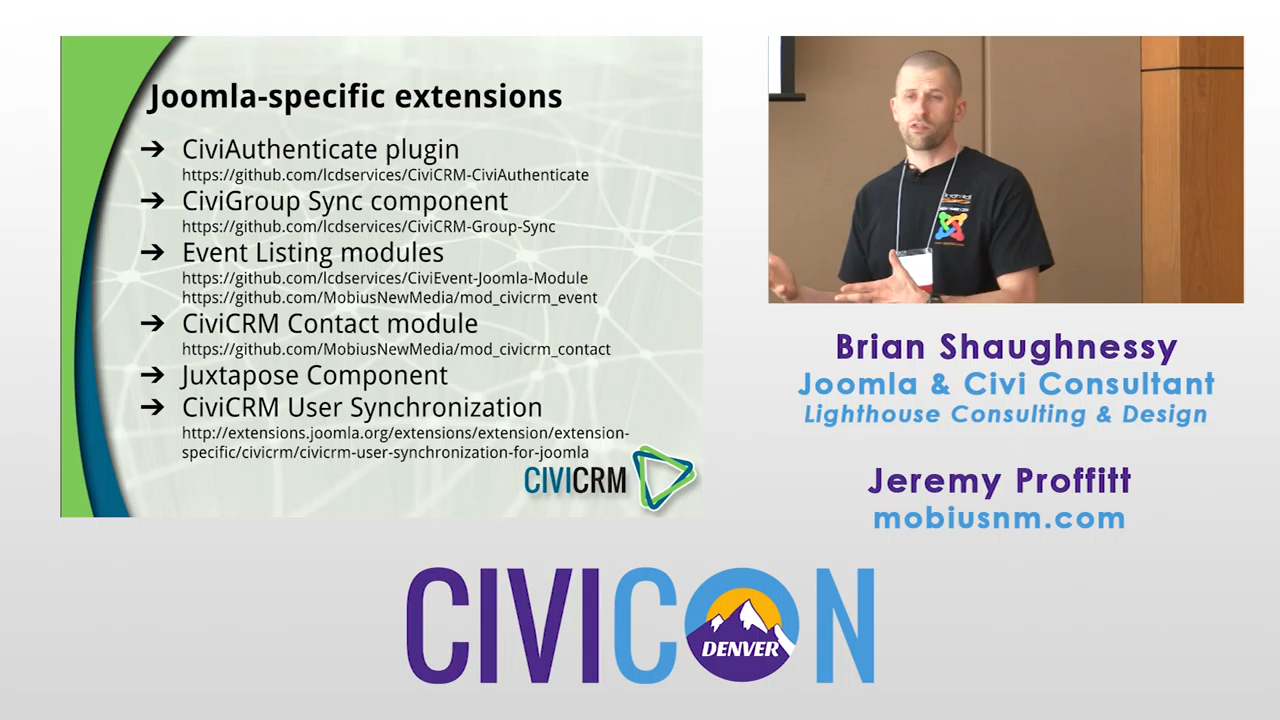 Joomla-specific extensions
➔ CiviAuthenticate plugin
https://github.com/lcdservices/CiviCRM-CiviAuthenticate
➔ CiviGroup Sync component
https://github.com/lcdservices/CiviCRM-Group-Sync
➔ Event Listing modules
https://github.com/lcdservices/CiviEvent-Joomla-Module
https://github.com/MobiusNewMedia/mod_civicrm_event
➔ CiviCRM Contact module
https://github.com/MobiusNewMedia/mod_civicrm_contact
➔ Juxtapose Component
➔ CiviCRM User Synchronization
http://extensions.joomla.org/extensions/extension/extension-
specific/civicrm/civicrm-user-synchronization-for-joomla
CIVICRM
Brian Shaughnessy
Joomla & Civi Consultant
Lighthouse Consulting & Design
Jeremy Proffitt
mobiusnm.com
CIVICON
DENVER